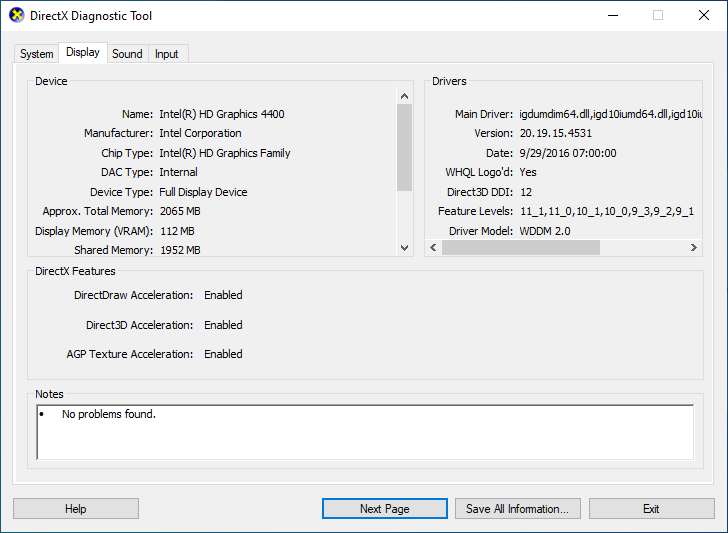 DirectX Diagnostic Tool
System Display Sound Input
Device
Name: Intel(R) HD Graphics 4400
Manufacturer: Intel Corporation
Chip Type: Intel(R) HD Graphics Family
DAC Type: Internal
Device Type: Full Display Device
Approx. Total Memory: 2065 MB
Display Memory (VRAM): 112 MB
Shared Memory: 1952 MB
Drivers
Main Driver: igdumdim64.dll,igd10iumd64.dll,igd10iu
Version: 20.19.15.4531
Date: 9/29/2016 07:00:00
WHQL Logo'd: Yes
Direct3D DDI: 12
Feature Levels: 11_1,11_0,10_1,10_0,9_3,9_2,9_1
Driver Model: WDDM 2.0
DirectX Features
DirectDraw Acceleration: Enabled
Direct3D Acceleration: Enabled
AGP Texture Acceleration: Enabled
Notes
• No problems found.
Help Next Page Save All Information... Exit